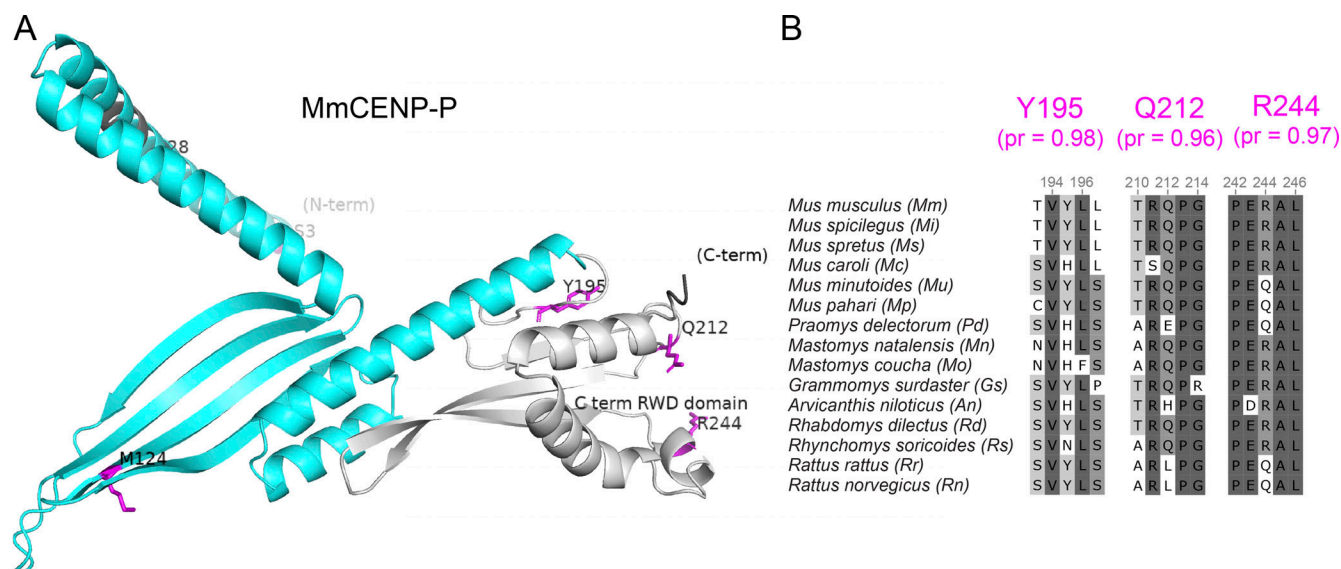 A
MmCENP-P
28
(N-term)
S3
(C-term)
Y195
Q212
C term RWD domain
R244
M124
B
Y195 Q212 R244
(pr = 0.98) (pr = 0.96) (pr = 0.97)
194 196 210 212 214 242 244 246
Mus musculus (Mm) T V Y L L T R Q P G P E R A L
Mus spicilegus (Mi) T V Y L L T R Q P G P E R A L
Mus spretus (Ms) T V Y L L T R Q P G P E R A L
Mus caroli (Mc) S V H L L T S Q P G P E R A L
Mus minutoides (Mu) S V Y L S T R Q P G P E Q A L
Mus pahari (Mp) C V Y L S T R Q P G P E R A L
Praomys delectorum (Pd) S V H L S A R E P G P E Q A L
Mastomys natalensis (Mn) N V H L S A R Q P G P E R A L
Mastomys coucha (Mo) N V H F S A R Q P G P E R A L
Grammomys surdaster (Gs) S V Y L P T R Q P R P E R A L
Arvicanthis niloticus (An) S V H L S T R H P G P D R A L
Rhabdomys dilectus (Rd) S V Y L S T R Q P G P E R A L
Rhynchomys soricoides (Rs) S V N L S A R Q P G P E R A L
Rattus rattus (Rr) S V Y L S A R L P G P E Q A L
Rattus norvegicus (Rn) S V Y L S A R L P G P E Q A L